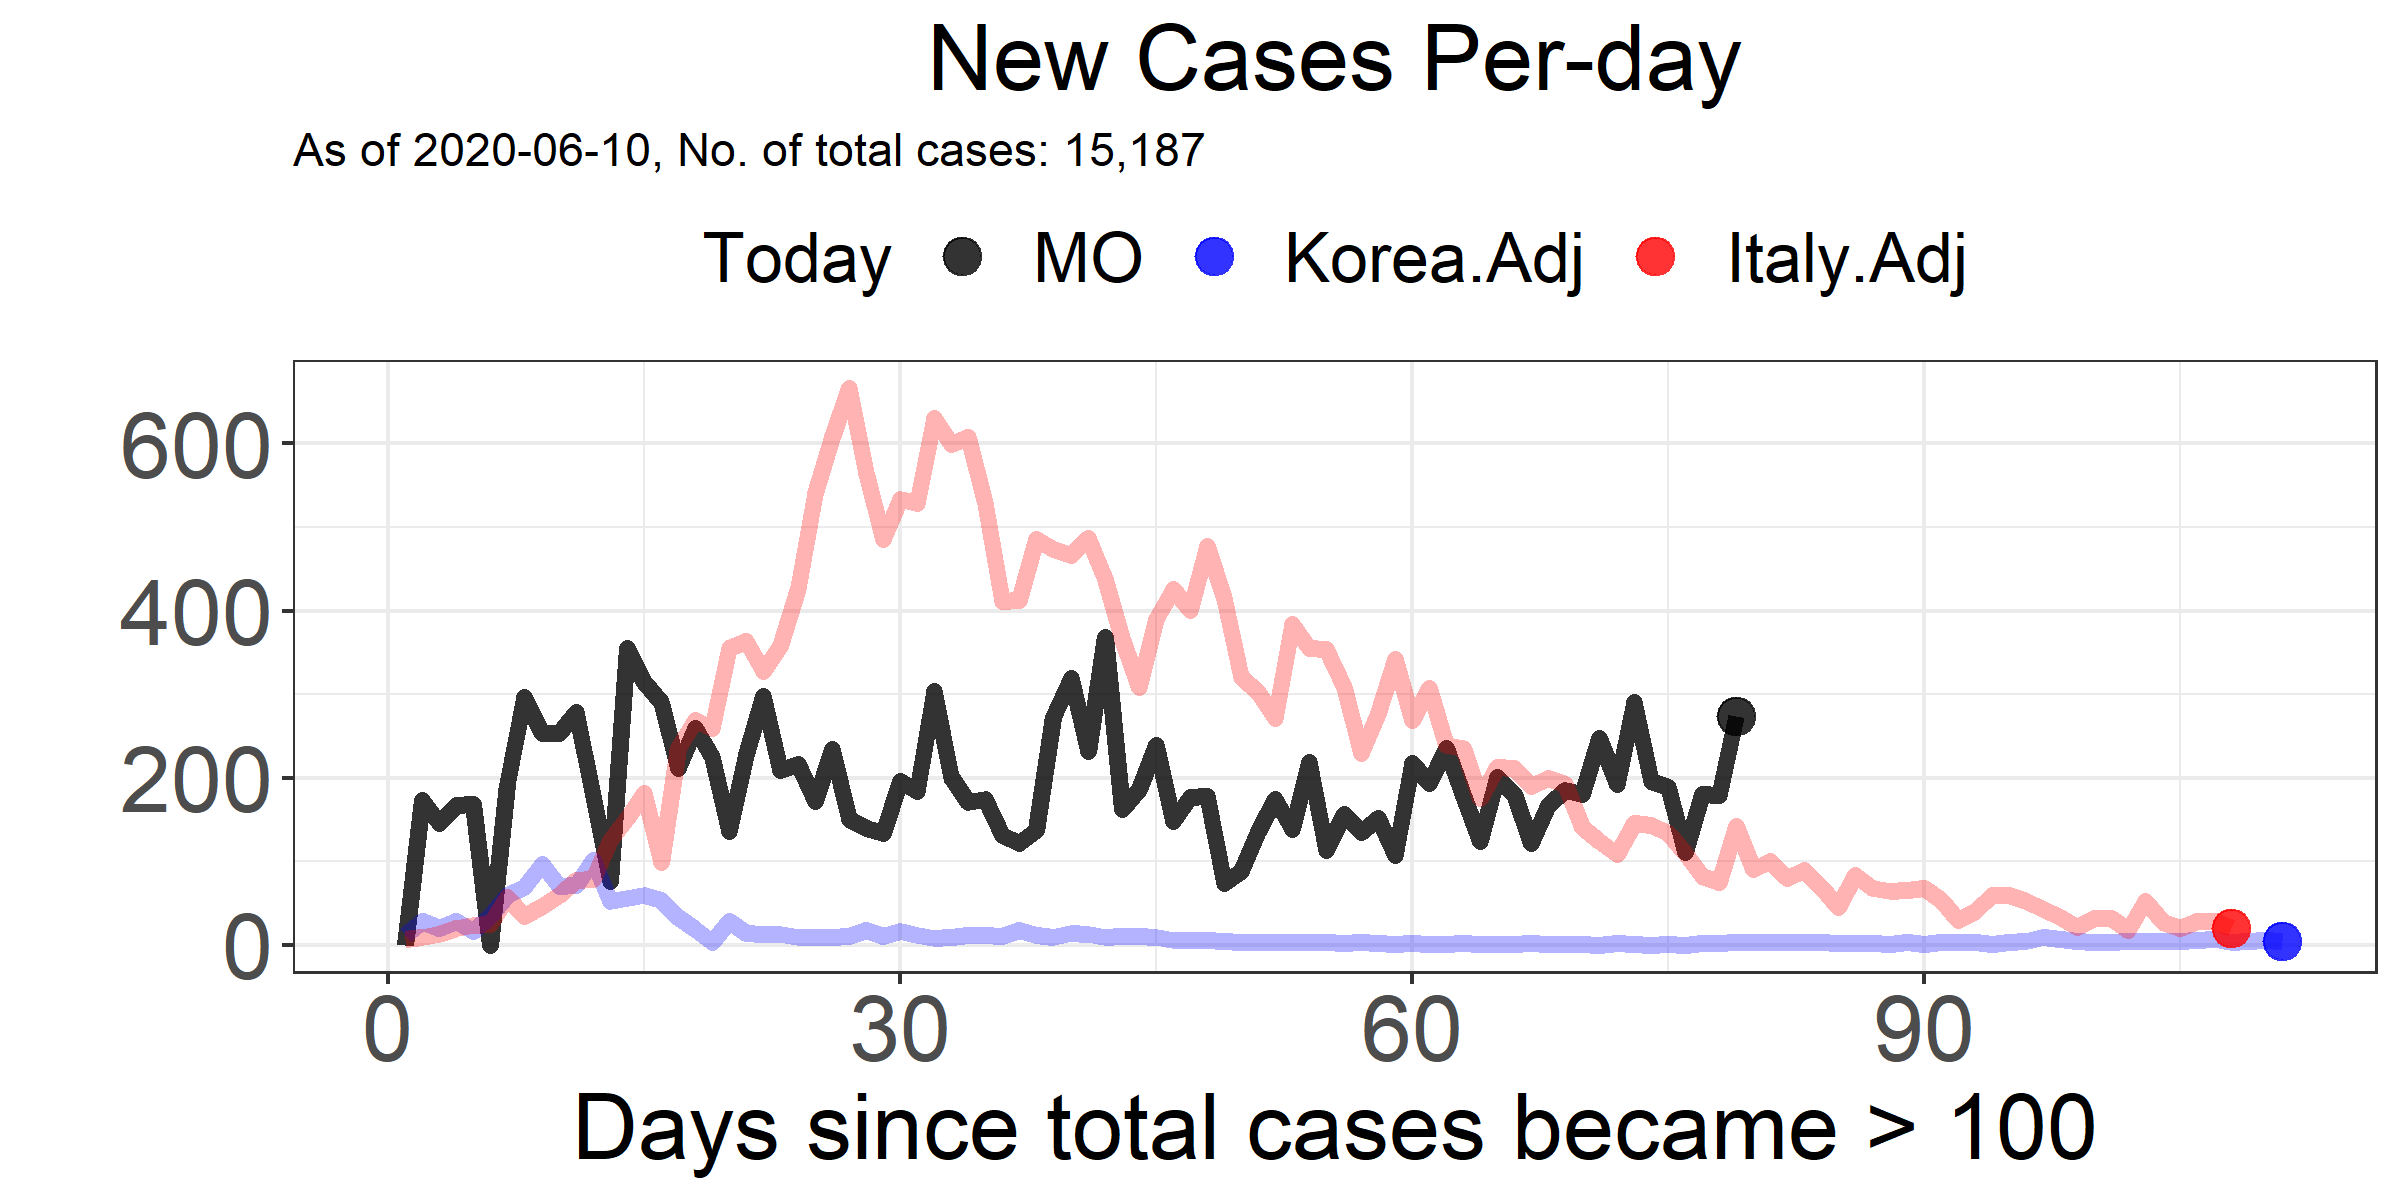 New Cases Per-day
As of 2020-06-10, No. of total cases: 15,187
Today MO Korea.Adj Italy.Adj
600
400
200
0
0 30 60 90
Days since total cases became > 100